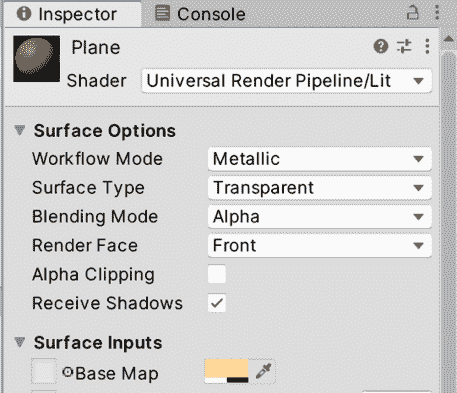 Inspector Console
Plane
Shader Universal Render Pipeline/Lit
Surface Options
Workflow Mode Metallic
Surface Type Transparent
Blending Mode Alpha
Render Face Front
Alpha Clipping
Receive Shadows
Surface Inputs
Base Map